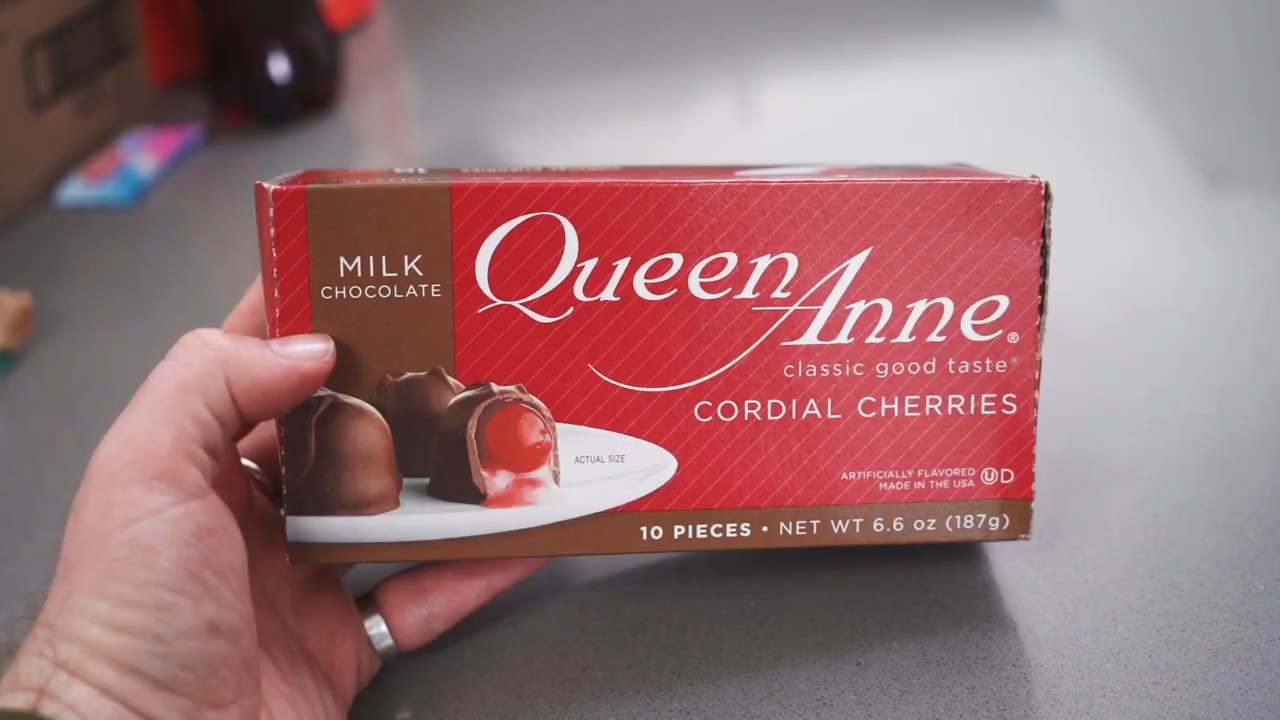 MILK
CHOCOLATE
Queen Anne®
classic good taste®
CORDIAL CHERRIES
ACTUAL SIZE
ARTIFICIALLY FLAVORED
MADE IN THE USA
U D
10 PIECES • NET WT 6.6 oz (187g)